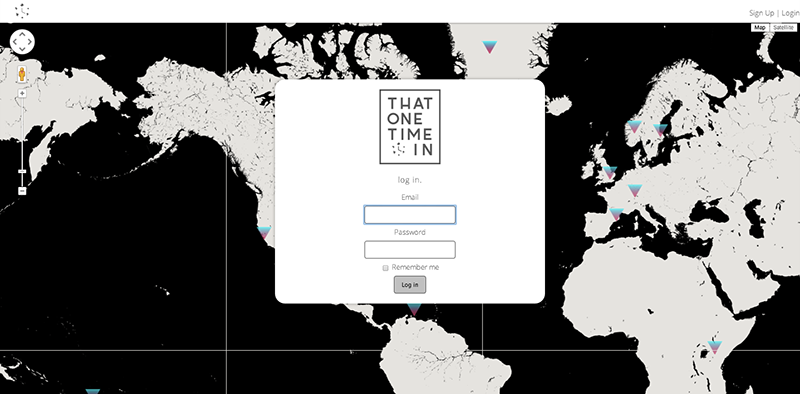 Sign Up | Login
Map Satellite
THAT
ONE
TIME
IN
log in.
Email
Password
Remember me
Log in